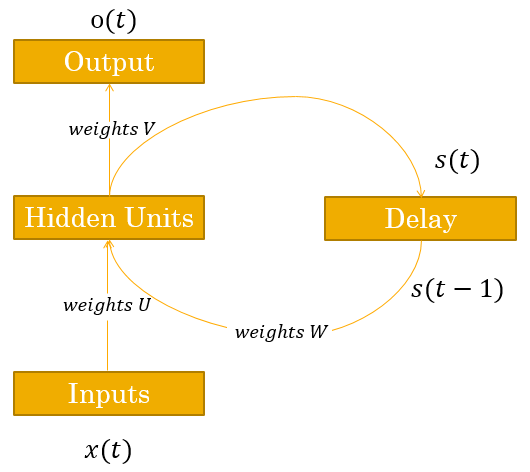 o(t)
Output
weights V
s(t)
Hidden Units
Delay
s(t − 1)
weights U
weights W
Inputs
x(t)